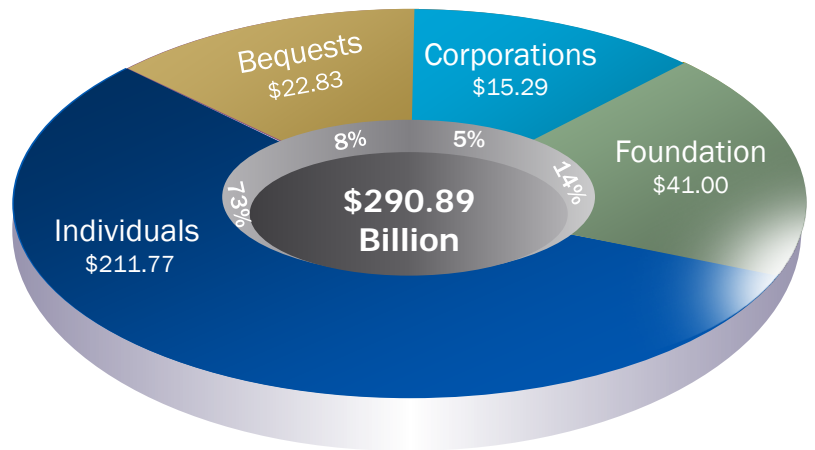 Bequests
$22.83
Corporations
$15.29
Foundation
$41.00
Individuals
$211.77
8%
5%
14%
73%
$290.89
Billion